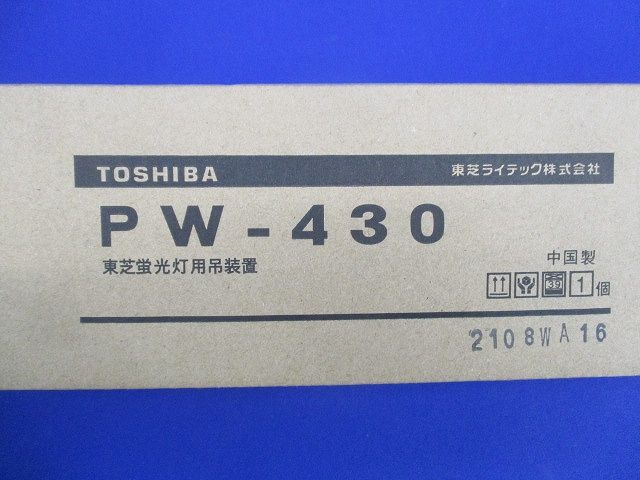 TOSHIBA 東芝ライテック株式会社
PW-430
東芝蛍光灯用吊装置
中国製
39 1個
2108WA16